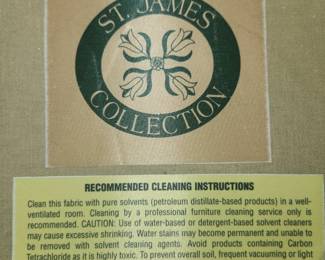 ST. JAMES
COLLECTION
RECOMMENDED CLEANING INSTRUCTIONS
Clean this fabric with pure solvents (petroleum distillate-based products) in a well-
ventilated room. Cleaning by a professional furniture cleaning service only is
recommended. CAUTION: Use of water-based or detergent-based solvent cleaners
may cause excessive shrinking. Water stains may become permanent and unable to
be removed with solvent cleaning agents. Avoid products containing Carbon
Tetrachloride as it is highly toxic. To prevent overall soil, frequent vacuuming or light